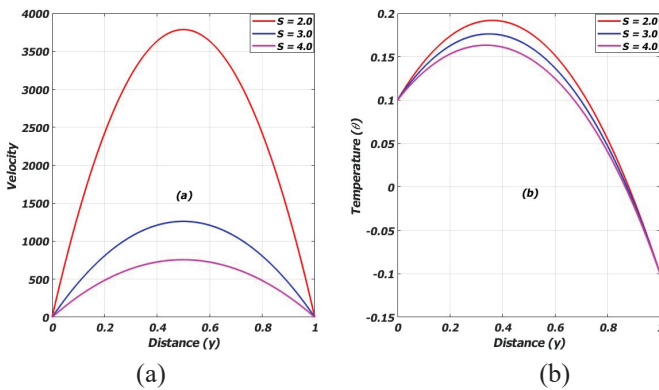 4000
3500
3000
2500
2000
1500
1000
500
0
0 0.2 0.4 0.6 0.8 1
Velocity
Distance (y)
S = 2.0
S = 3.0
S = 4.0
(a)
(a)
0.2
0.15
0.1
0.05
0
-0.05
-0.1
-0.15
0 0.2 0.4 0.6 0.8 1
Temperature (θ)
Distance (y)
S = 2.0
S = 3.0
S = 4.0
(b)
(b)